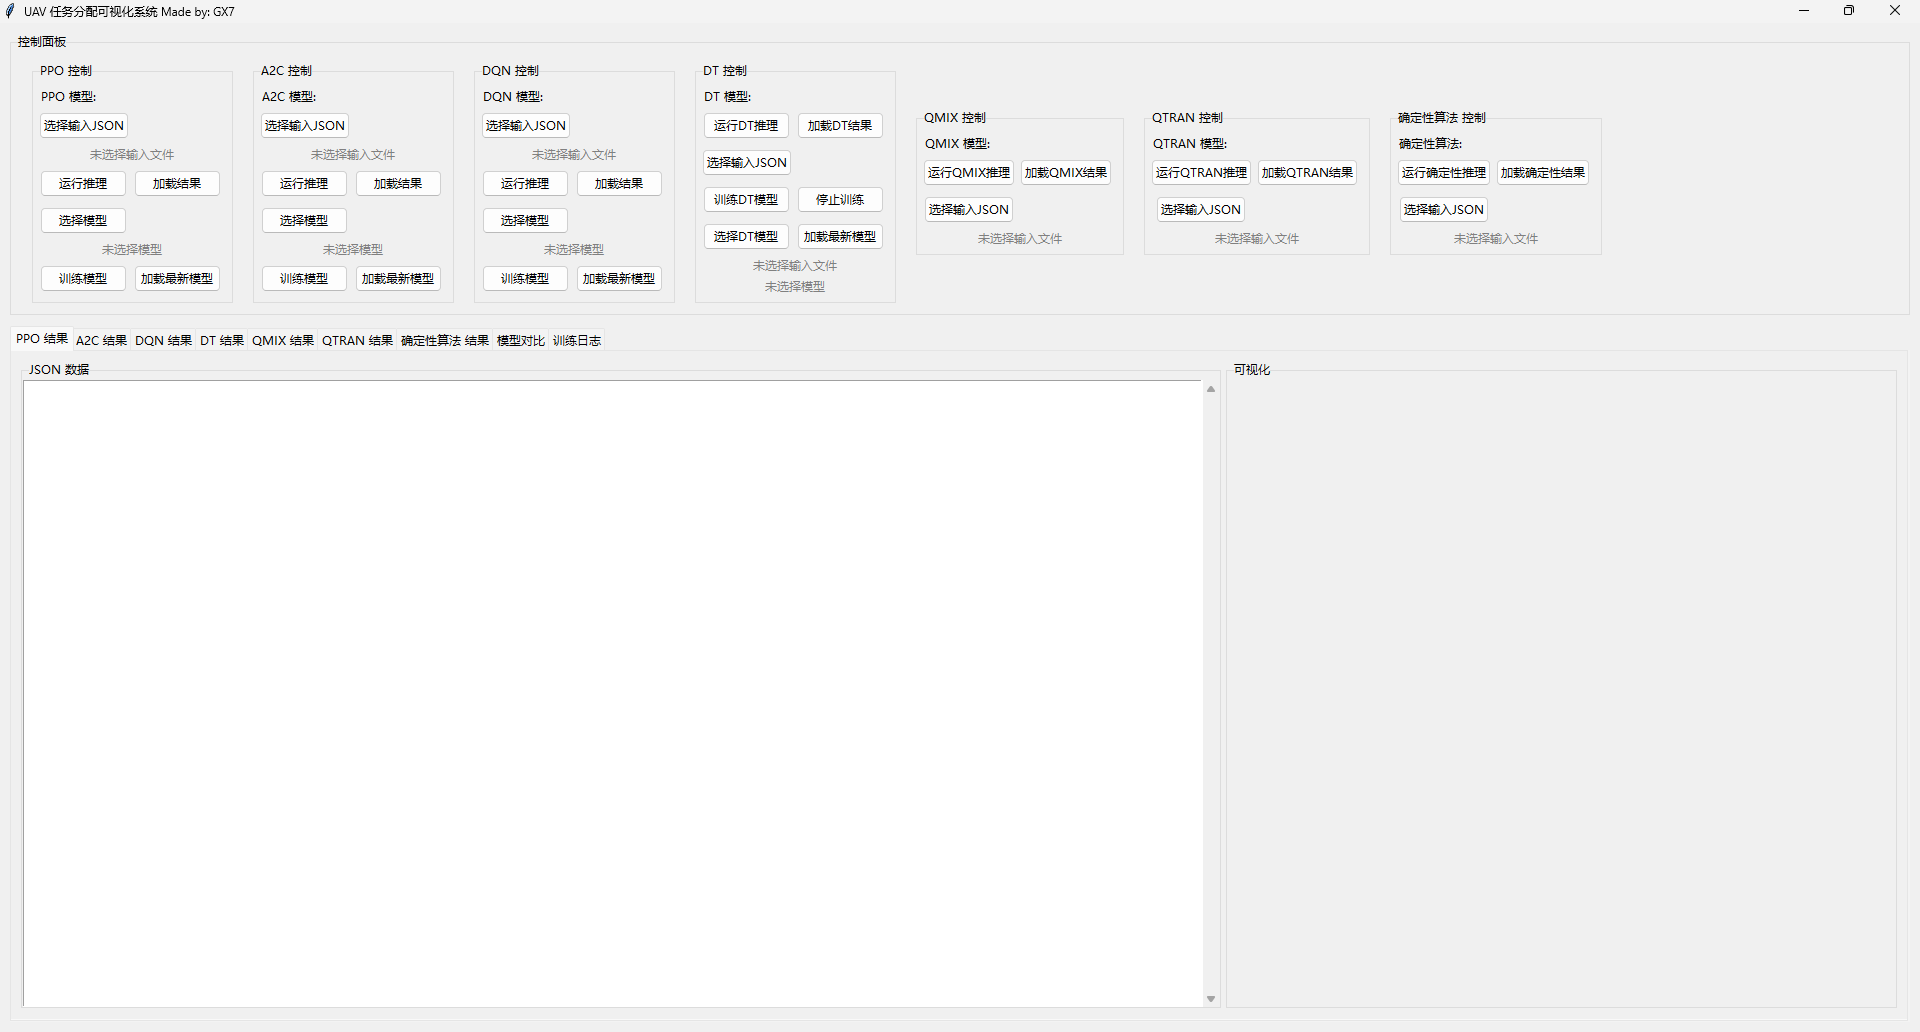 UAV 任务分配可视化系统 Made by: GX7
控制面板
PPO 控制
PPO 模型:
选择输入JSON
未选择输入文件
运行推理 加载结果
选择模型
未选择模型
训练模型 加载最新模型
A2C 控制
A2C 模型:
选择输入JSON
未选择输入文件
运行推理 加载结果
选择模型
未选择模型
训练模型 加载最新模型
DQN 控制
DQN 模型:
选择输入JSON
未选择输入文件
运行推理 加载结果
选择模型
未选择模型
训练模型 加载最新模型
DT 控制
DT 模型:
运行DT推理 加载DT结果
选择输入JSON
训练DT模型 停止训练
选择DT模型 加载最新模型
未选择输入文件
未选择模型
QMIX 控制
QMIX 模型:
运行QMIX推理 加载QMIX结果
选择输入JSON
未选择输入文件
QTRAN 控制
QTRAN 模型:
运行QTRAN推理 加载QTRAN结果
选择输入JSON
未选择输入文件
确定性算法 控制
确定性算法:
运行确定性推理 加载确定性结果
选择输入JSON
未选择输入文件
PPO 结果 A2C 结果 DQN 结果 DT 结果 QMIX 结果 QTRAN 结果 确定性算法 结果 模型对比 训练日志
JSON 数据
可视化